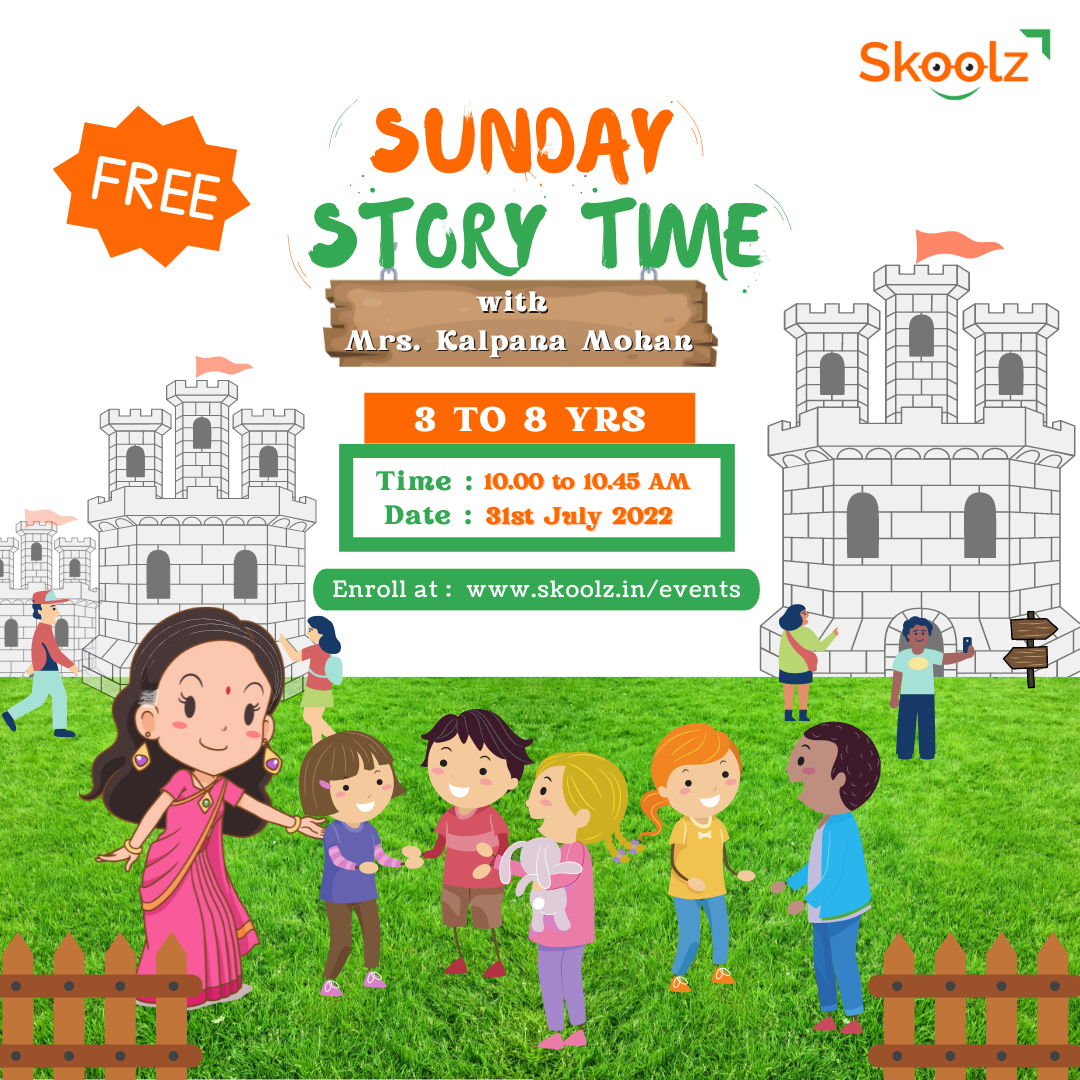 Skoolz
FREE
SUNDAY
STORY TIME
with
Mrs. Kalpana Mohan
3 TO 8 YRS
Time : 10.00 to 10.45 AM
Date : 31st July 2022
Enroll at : www.skoolz.in/events